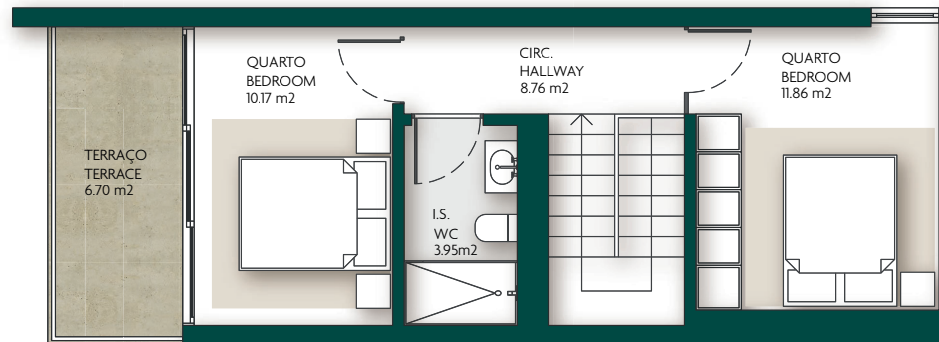 TERRAÇO
TERRACE
6.70 m2
QUARTO
BEDROOM
10.17 m2
I.S.
WC
3.95m2
CIRC.
HALLWAY
8.76 m2
QUARTO
BEDROOM
11.86 m2